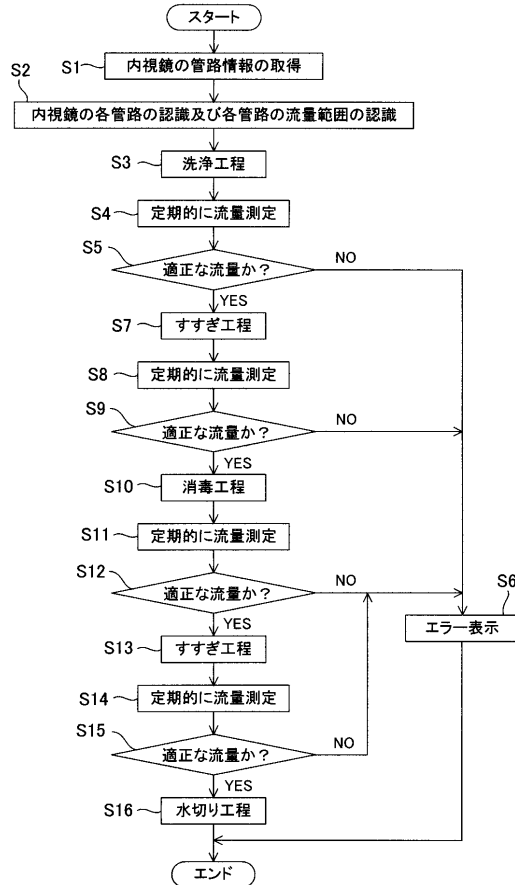 スタート
S1
内視鏡の管路情報の取得
S2
内視鏡の各管路の認識及び各管路の流量範囲の認識
S3
洗浄工程
S4
定期的に流量測定
S5
適正な流量か?
NO
YES
S7
すすぎ工程
S8
定期的に流量測定
S9
適正な流量か?
NO
YES
S10
消毒工程
S11
定期的に流量測定
S12
適正な流量か?
NO
S6
エラー表示
YES
S13
すすぎ工程
S14
定期的に流量測定
S15
適正な流量か?
NO
YES
S16
水切り工程
エンド